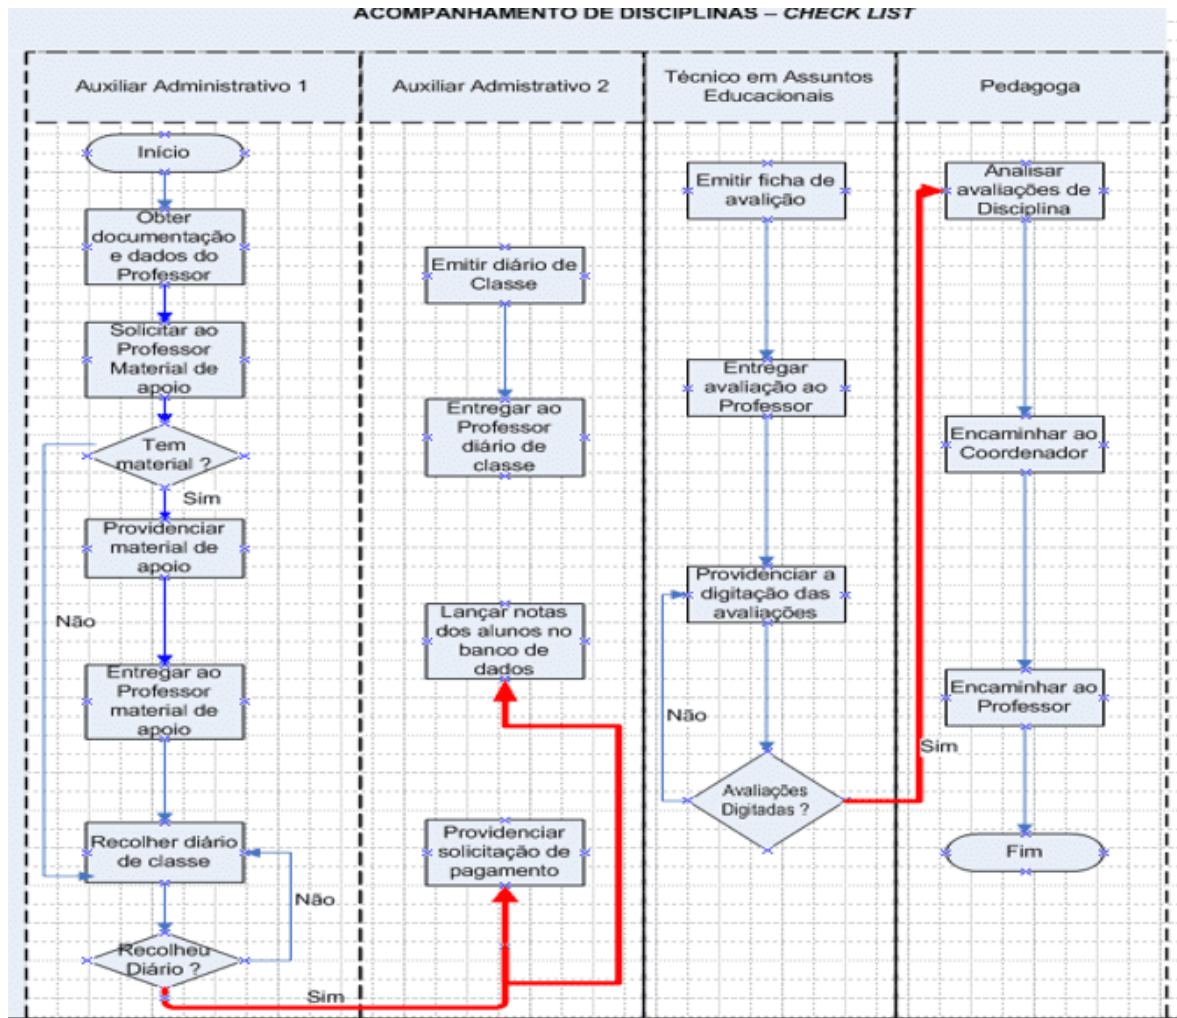 ACOMPANHAMENTO DE DISCIPLINAS – CHECK LIST
Auxiliar Administrativo 1
Auxiliar Admistrativo 2
Técnico em Assuntos
Educacionais
Pedagoga
Início
Obter
documentação
e dados do
Professor
Solicitar ao
Professor
Material de
apoio
Tem
material ?
Sim
Providenciar
material de
apoio
Não
Entregar ao
Professor
material de
apoio
Recolher diário
de classe
Não
Recolheu
Diário ?
Sim
Emitir diário de
Classe
Entregar ao
Professor
diário de
classe
Lançar notas
dos alunos no
banco de
dados
Providenciar
solicitação de
pagamento
Emitir ficha de
avalição
Entregar
avaliação ao
Professor
Providenciar a
digitação das
avaliações
Não
Avaliações
Digitadas ?
Sim
Analisar
avaliações de
Disciplina
Encaminhar ao
Coordenador
Encaminhar ao
Professor
Fim